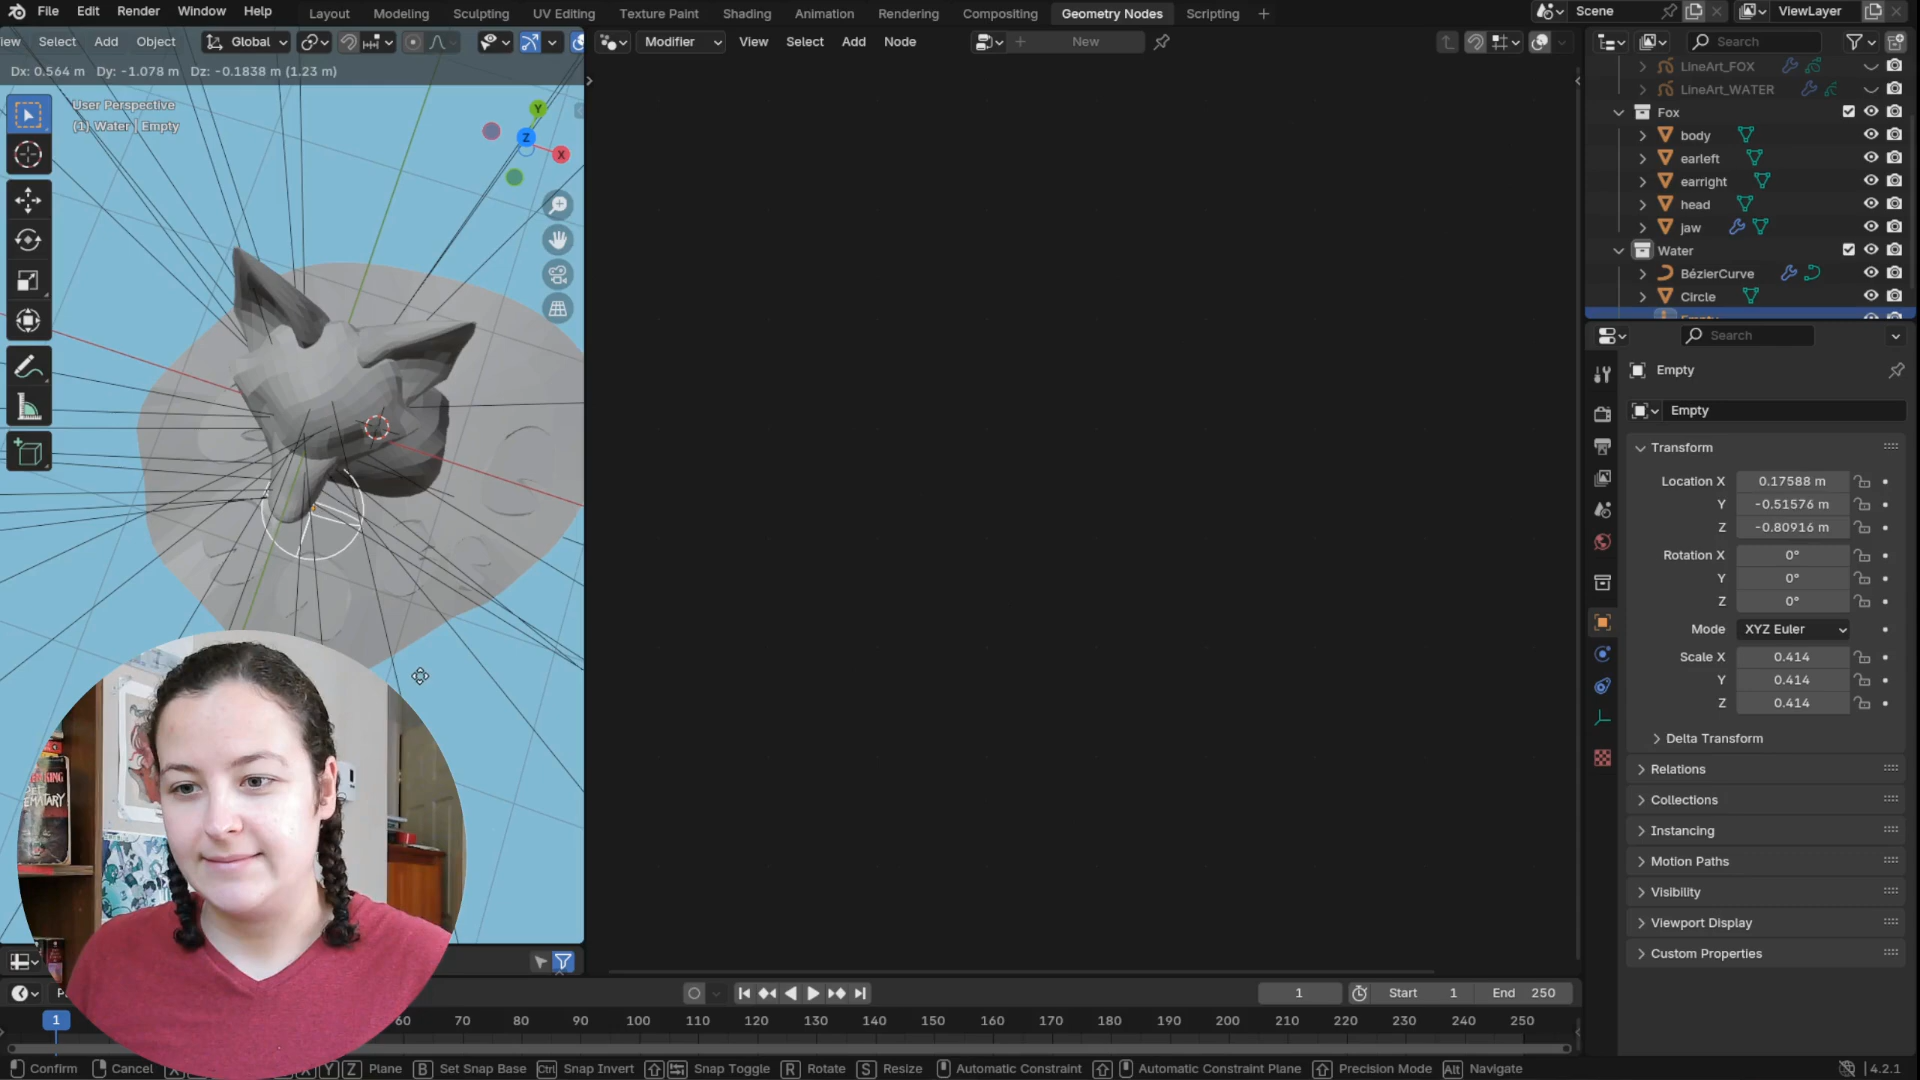 File Edit Render Window Help
Layout Modeling Sculpting UV Editing Texture Paint Shading Animation Rendering Compositing Geometry Nodes Scripting
Scene
ViewLayer
iew Select Add Object
Global
Modifier
View Select Add Node
New
Search
Dx: 0.564 m Dy: -1.078 m Dz: -0.1838 m (1.23 m)
User Perspective
(1) Water | Empty
Y
Z
X
LineArt_FOX
LineArt_WATER
Fox
body
earleft
earright
head
jaw
Water
BézierCurve
Circle
Search
Empty
Empty
Transform
Location X 0.17588 m
Y -0.51576 m
Z -0.80916 m
Rotation X 0°
Y 0°
Z 0°
Mode XYZ Euler
Scale X 0.414
Y 0.414
Z 0.414
Delta Transform
Relations
Collections
Instancing
Motion Paths
Visibility
Viewport Display
Custom Properties
1
Start 1
End 250
1 60 70 80 90 100 110 120 130 140 150 160 170 180 190 200 210 220 230 240 250
Confirm Cancel X Y Z Plane B Set Snap Base Ctrl Snap Invert Snap Toggle R Rotate S Resize Automatic Constraint Automatic Constraint Plane Precision Mode Alt Navigate
4.2.1